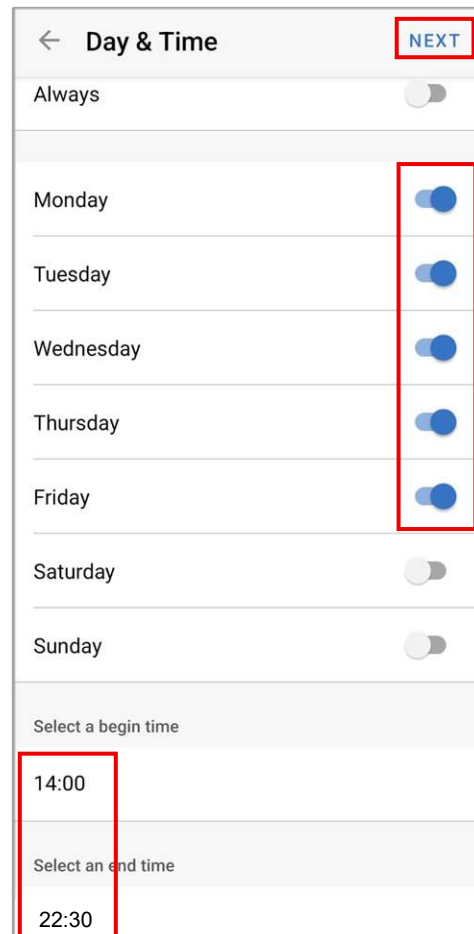 Day & Time NEXT
Always
Monday
Tuesday
Wednesday
Thursday
Friday
Saturday
Sunday
Select a begin time
14:00
Select an end time
22:30